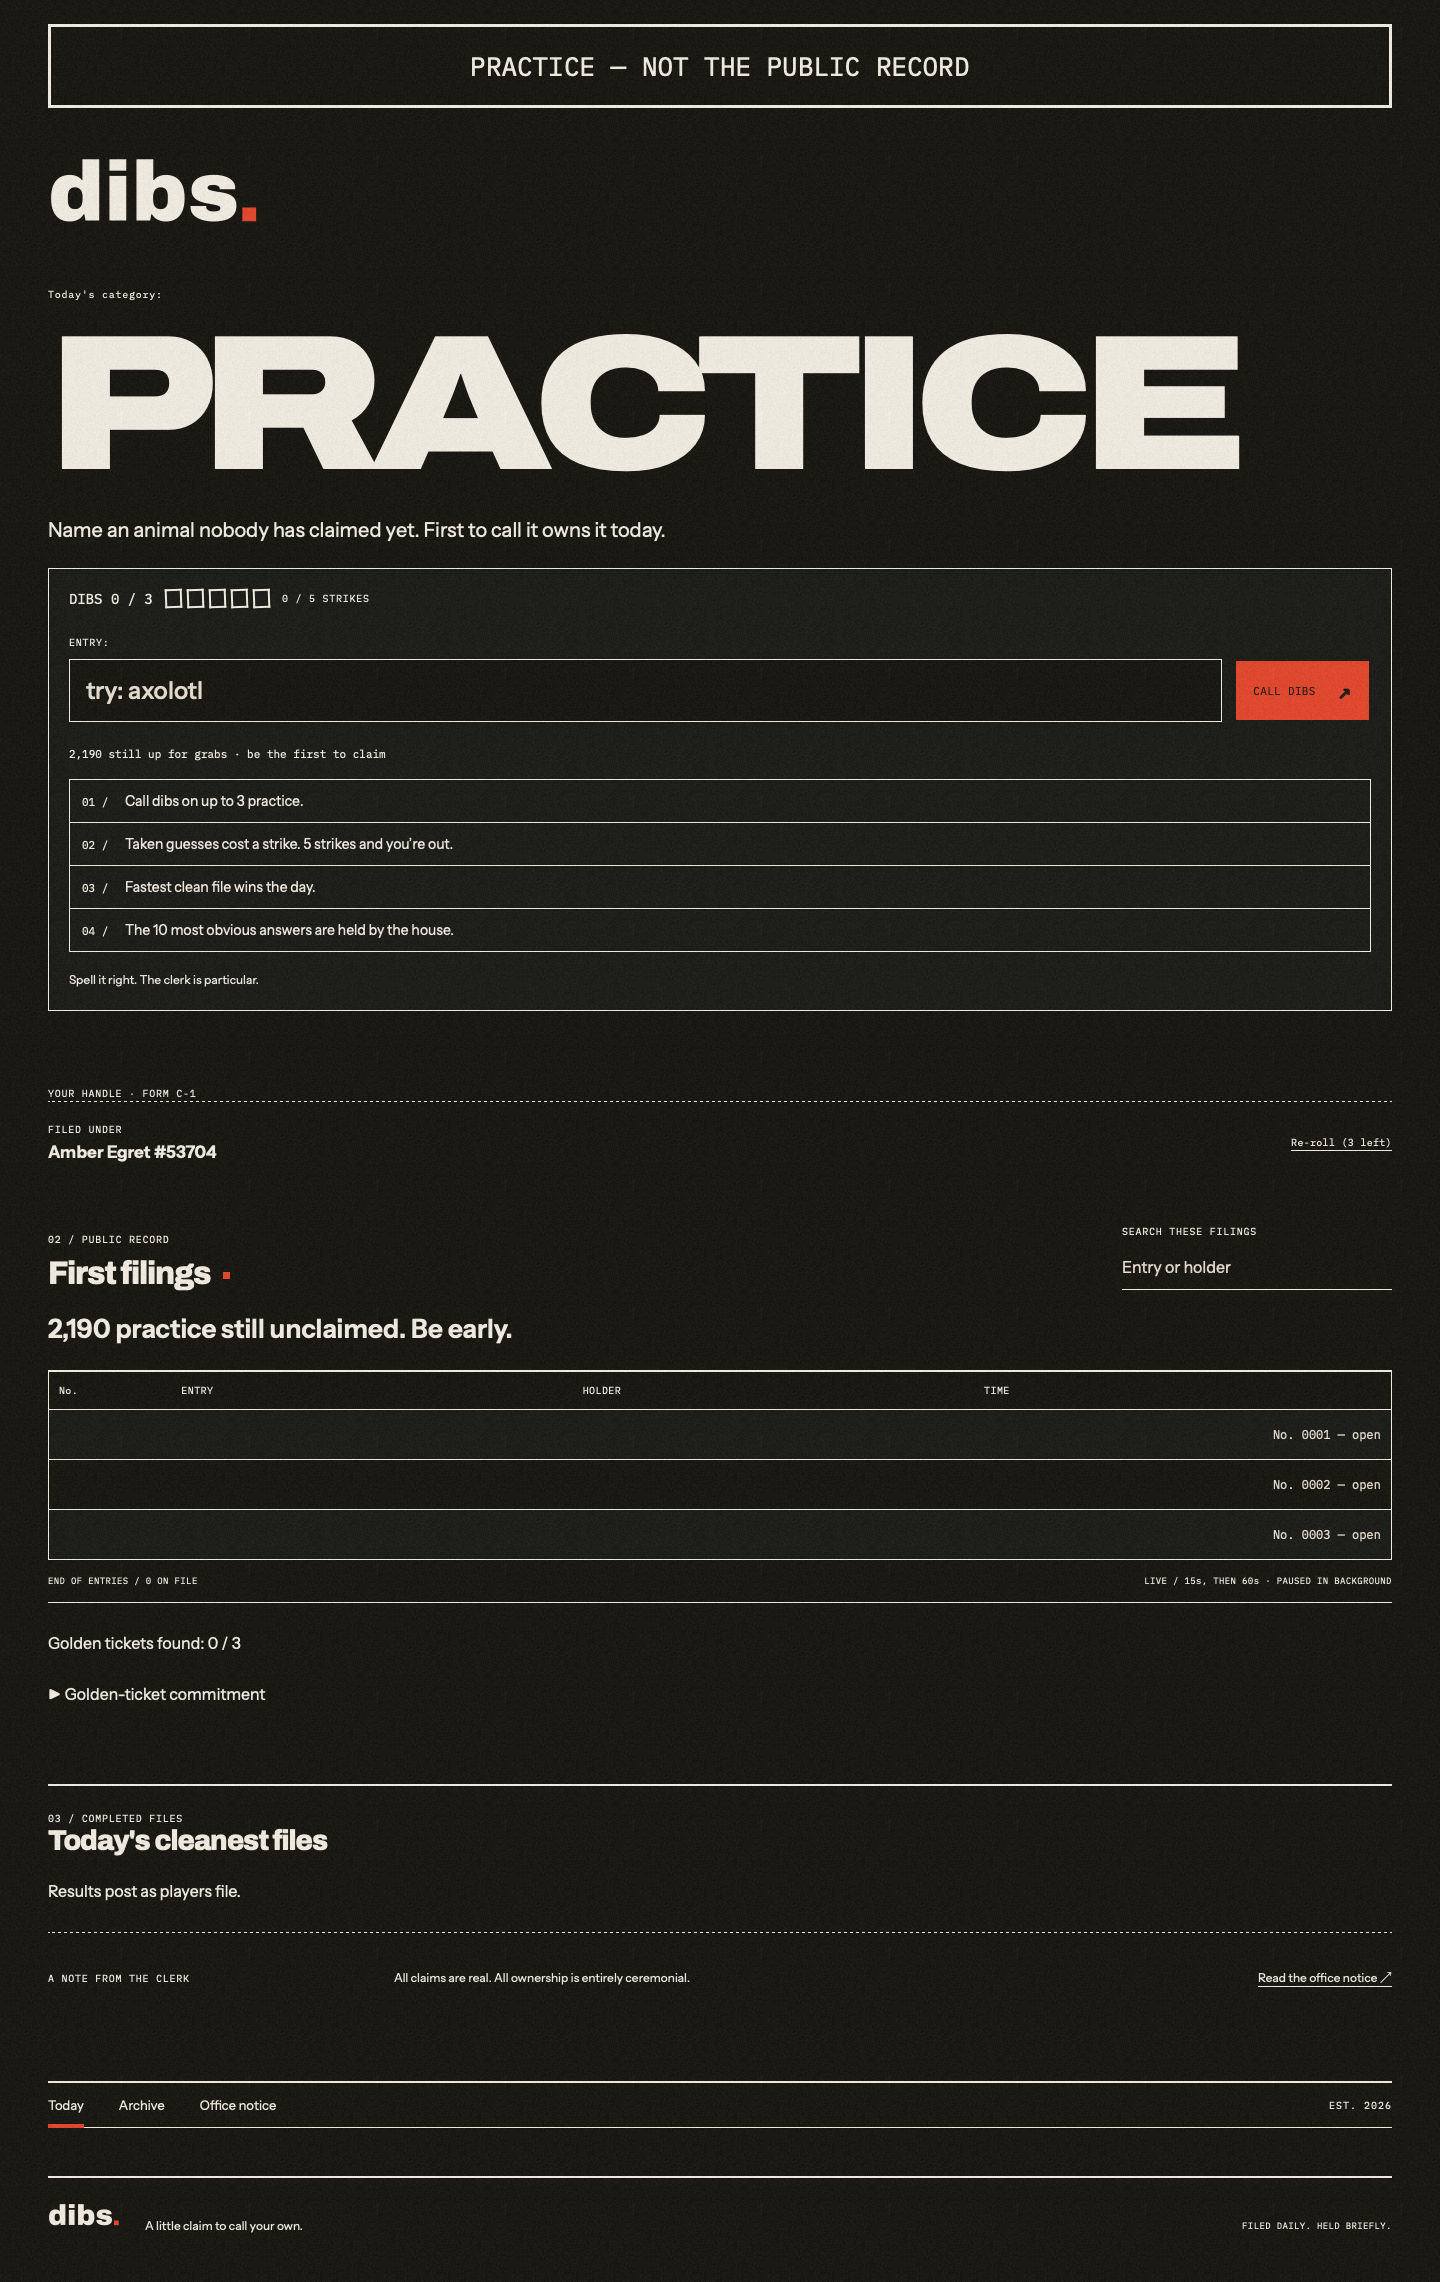 PRACTICE — NOT THE PUBLIC RECORD
dibs.
Today's category:
PRACTICE
Name an animal nobody has claimed yet. First to call it owns it today.
DIBS 0 / 3
0 / 5 STRIKES
ENTRY:
try: axolotl
CALL DIBS ↗
2,190 still up for grabs · be the first to claim
01 / Call dibs on up to 3 practice.
02 / Taken guesses cost a strike. 5 strikes and you’re out.
03 / Fastest clean file wins the day.
04 / The 10 most obvious answers are held by the house.
Spell it right. The clerk is particular.
YOUR HANDLE · FORM C-1
FILED UNDER
Amber Egret #53704
Re-roll (3 left)
02 / PUBLIC RECORD
First filings
SEARCH THESE FILINGS
Entry or holder
2,190 practice still unclaimed. Be early.
No. ENTRY HOLDER TIME
No. 0001 — open
No. 0002 — open
No. 0003 — open
END OF ENTRIES / 0 ON FILE
LIVE / 15s, THEN 60s · PAUSED IN BACKGROUND
Golden tickets found: 0 / 3
▶ Golden-ticket commitment
03 / COMPLETED FILES
Today's cleanest files
Results post as players file.
A NOTE FROM THE CLERK
All claims are real. All ownership is entirely ceremonial.
Read the office notice ↗
Today Archive Office notice
EST. 2026
dibs.
A little claim to call your own.
FILED DAILY. HELD BRIEFLY.